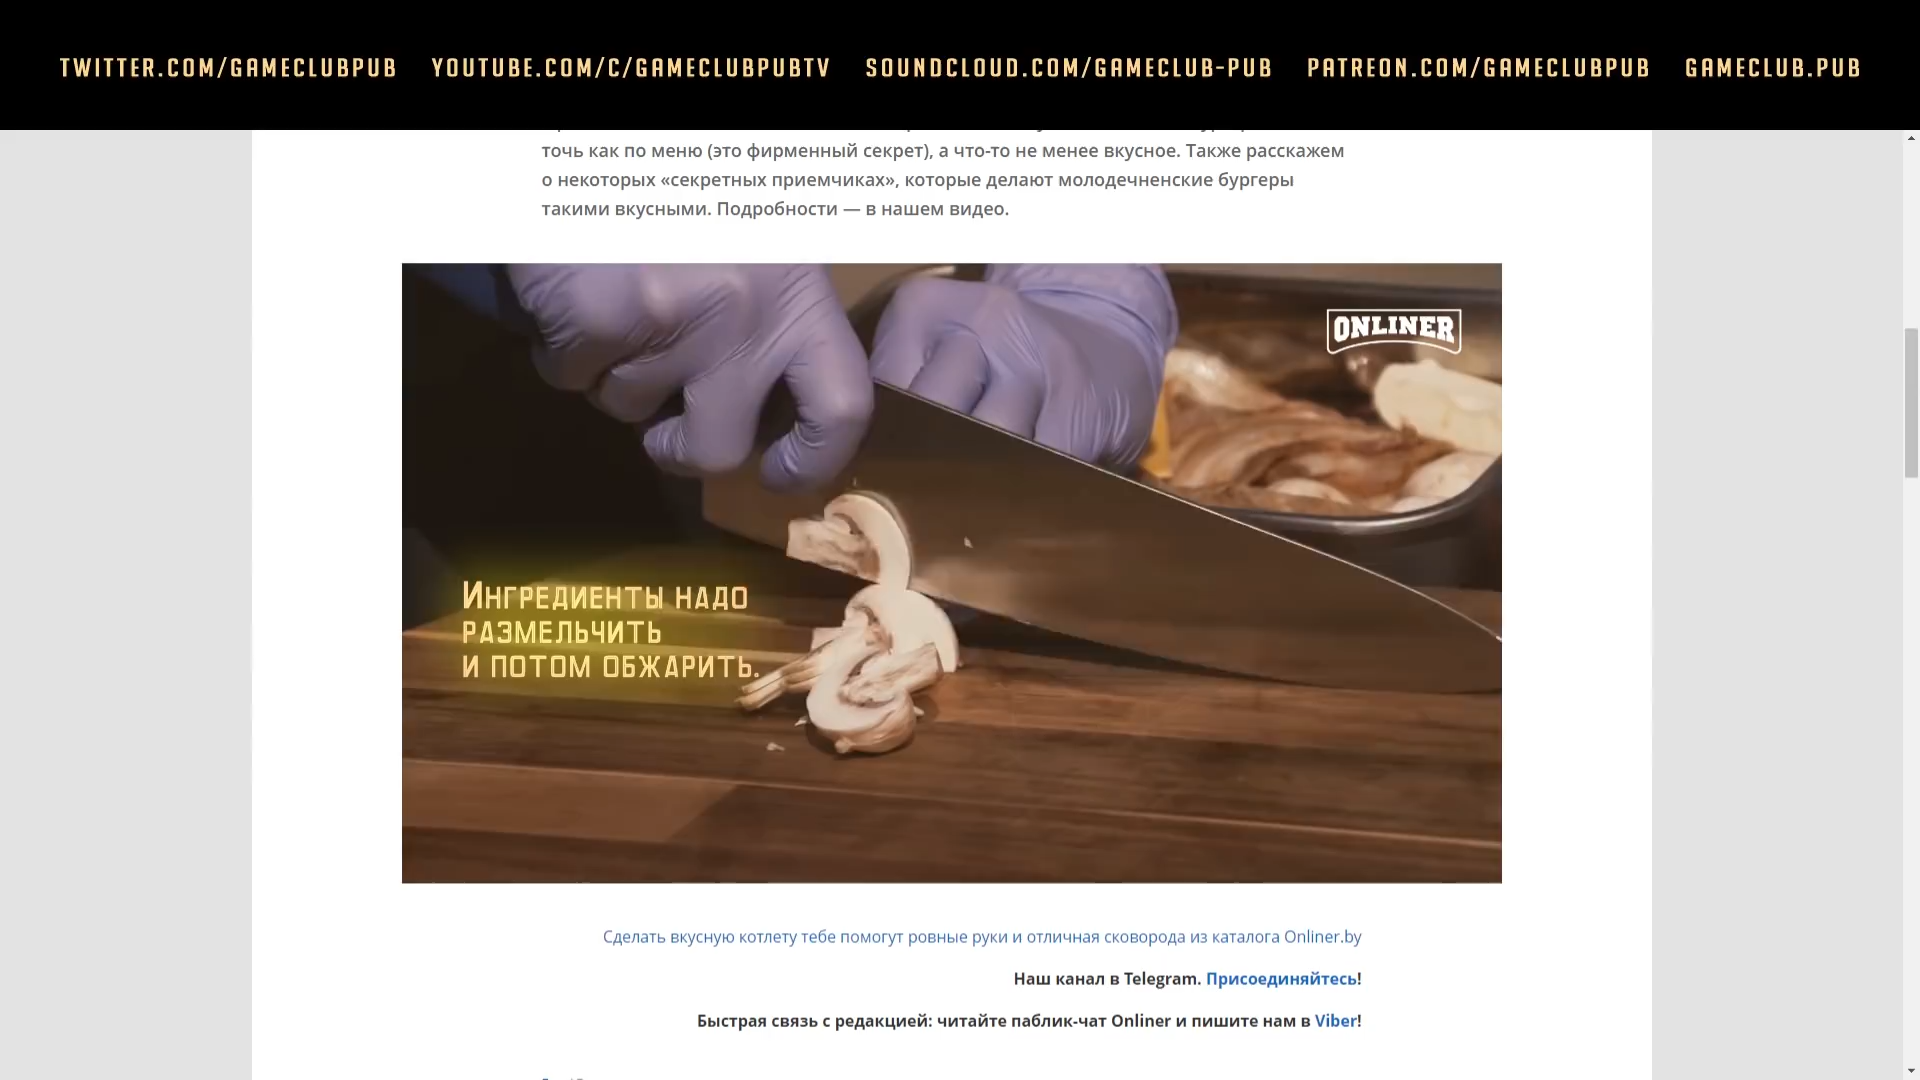 TWITTER.COM/GAMECLUBPUB YOUTUBE.COM/C/GAMECLUBPUBTV SOUNDCLOUD.COM/GAMECLUB-PUB PATREON.COM/GAMECLUBPUB GAMECLUB.PUB
точь как по меню (это фирменный секрет), а что-то не менее вкусное. Также расскажем
о некоторых «секретных приемчиках», которые делают молодечненские бургеры
такими вкусными. Подробности — в нашем видео.
ONLINER
Ингредиенты надо
размельчить
и потом обжарить.
Сделать вкусную котлету тебе помогут ровные руки и отличная сковорода из каталога Onliner.by
Наш канал в Telegram. Присоединяйтесь!
Быстрая связь с редакцией: читайте паблик-чат Onliner и пишите нам в Viber!